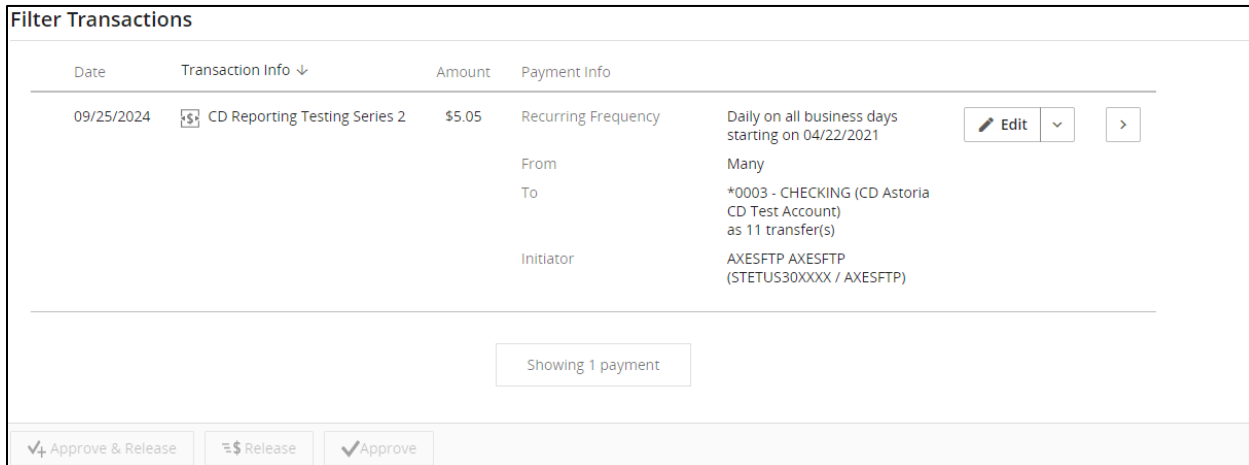 Filter Transactions
Date Transaction Info ↓ Amount Payment Info
09/25/2024 CD Reporting Testing Series 2 $5.05 Recurring Frequency Daily on all business days Edit
starting on 04/22/2021
From Many
To *0003 - CHECKING (CD Astoria
CD Test Account)
as 11 transfer(s)
Initiator AXESFTP AXESFTP
(STETUS30XXXX / AXESFTP)
Showing 1 payment
Approve & Release $ Release Approve